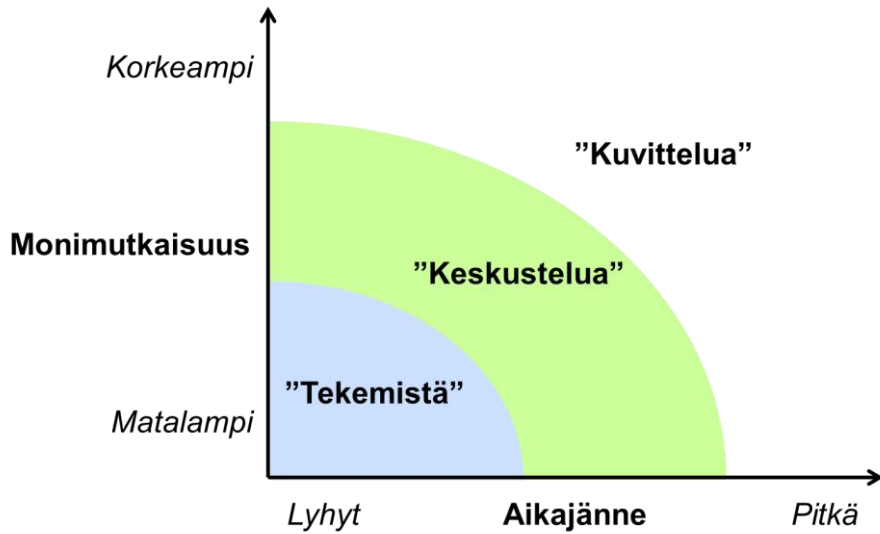 Korkeampi
”Kuvittelua”
Monimutkaisuus
”Keskustelua”
”Tekemistä”
Matalampi
Lyhyt
Aikajänne
Pitkä